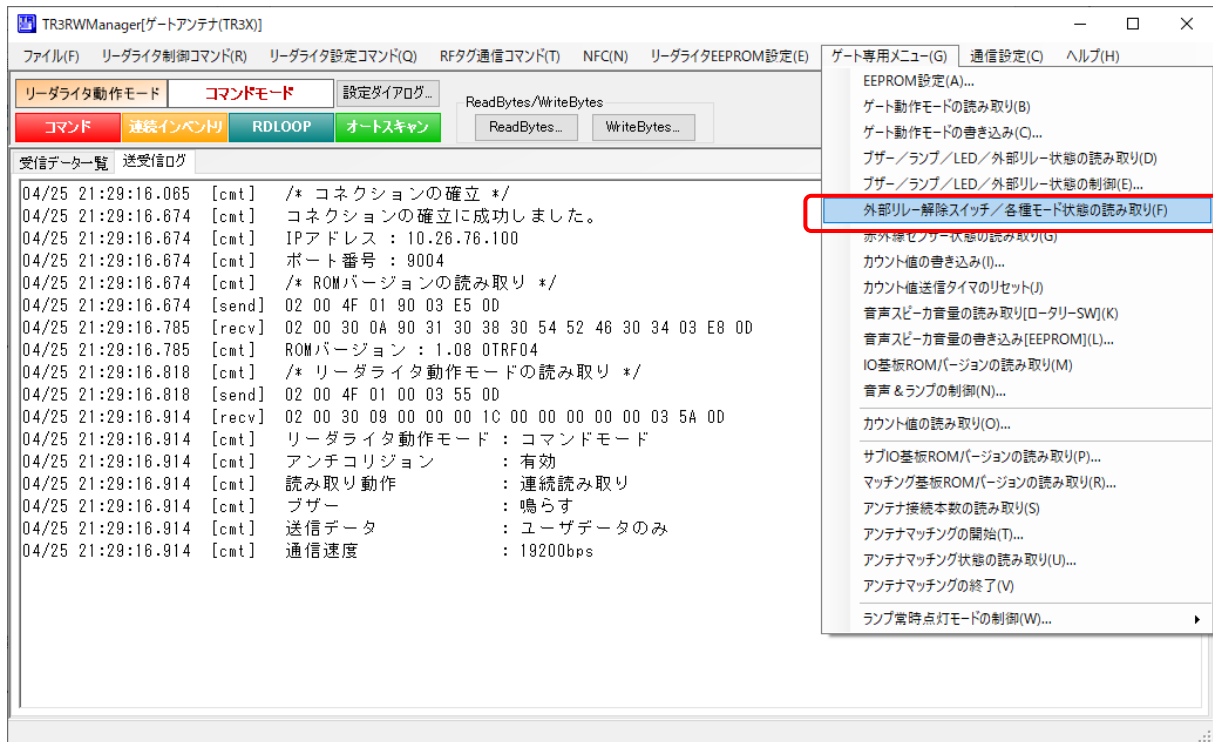 TR3RWManager[ゲートアンテナ(TR3X)]
ファイル(F) リーダライタ制御コマンド(R) リーダライタ設定コマンド(Q) RFタグ通信コマンド(T) NFC(N) リーダライタEEPROM設定(E) ゲート専用メニュー(G) 通信設定(C) ヘルプ(H)
リーダライタ動作モード コマンドモード 設定ダイアログ...
コマンド 連続インベントリ RDLOOP オートスキャン
ReadBytes/WriteBytes
ReadBytes... WriteBytes...
受信データ一覧 送受信ログ
04/25 21:29:16.065 [cmt] /* コネクションの確立 */
04/25 21:29:16.674 [cmt] コネクションの確立に成功しました。
04/25 21:29:16.674 [cmt] IPアドレス : 10.26.76.100
04/25 21:29:16.674 [cmt] ポート番号 : 9004
04/25 21:29:16.674 [cmt] /* ROMバージョンの読み取り */
04/25 21:29:16.674 [send] 02 00 4F 01 90 03 E5 0D
04/25 21:29:16.785 [recv] 02 00 30 0A 90 31 30 38 30 54 52 46 30 34 03 E8 0D
04/25 21:29:16.785 [cmt] ROMバージョン : 1.08 0TRF04
04/25 21:29:16.818 [cmt] /* リーダライタ動作モードの読み取り */
04/25 21:29:16.818 [send] 02 00 4F 01 00 03 55 0D
04/25 21:29:16.914 [recv] 02 00 30 09 00 00 00 1C 00 00 00 00 00 03 5A 0D
04/25 21:29:16.914 [cmt] リーダライタ動作モード : コマンドモード
04/25 21:29:16.914 [cmt] アンチコリジョン : 有効
04/25 21:29:16.914 [cmt] 読み取り動作 : 連続読み取り
04/25 21:29:16.914 [cmt] ブザー : 鳴らす
04/25 21:29:16.914 [cmt] 送信データ : ユーザデータのみ
04/25 21:29:16.914 [cmt] 通信速度 : 19200bps
EEPROM設定(A)...
ゲート動作モードの読み取り(B)
ゲート動作モードの書き込み(C)...
ブザー／ランプ／LED／外部リレー状態の読み取り(D)
ブザー／ランプ／LED／外部リレー状態の制御(E)...
外部リレー解除スイッチ／各種モード状態の読み取り(F)
赤外線センサー状態の読み取り(G)
カウント値の書き込み(I)...
カウント値送信タイマのリセット(J)
音声スピーカ音量の読み取り[ロータリーSW](K)
音声スピーカ音量の書き込み[EEPROM](L)...
IO基板ROMバージョンの読み取り(M)
音声＆ランプの制御(N)...
カウント値の読み取り(O)...
サブIO基板ROMバージョンの読み取り(P)...
マッチング基板ROMバージョンの読み取り(R)...
アンテナ接続本数の読み取り(S)
アンテナマッチングの開始(T)...
アンテナマッチング状態の読み取り(U)...
アンテナマッチングの終了(V)
ランプ常時点灯モードの制御(W)...